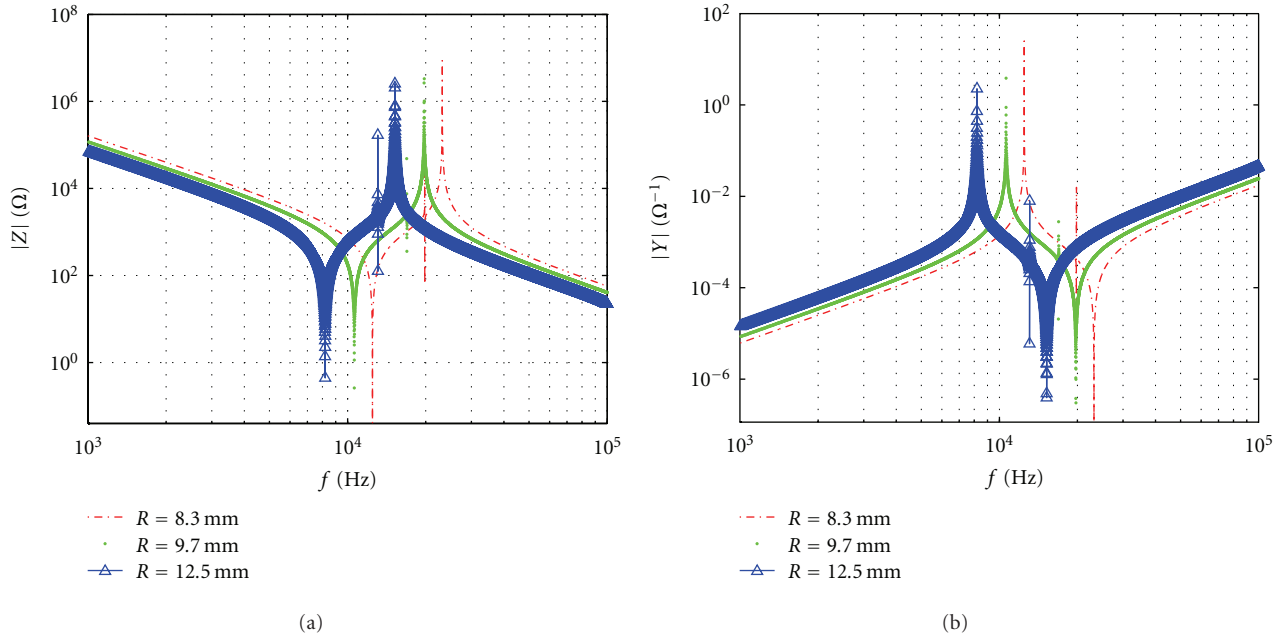 10^8
10^6
10^4
10^2
10^0
|Z| (Ω)
10^3
10^4
10^5
f (Hz)
R = 8.3 mm
R = 9.7 mm
R = 12.5 mm
(a)
10^2
10^0
10^−2
10^−4
10^−6
|Y| (Ω^−1)
10^3
10^4
10^5
f (Hz)
R = 8.3 mm
R = 9.7 mm
R = 12.5 mm
(b)